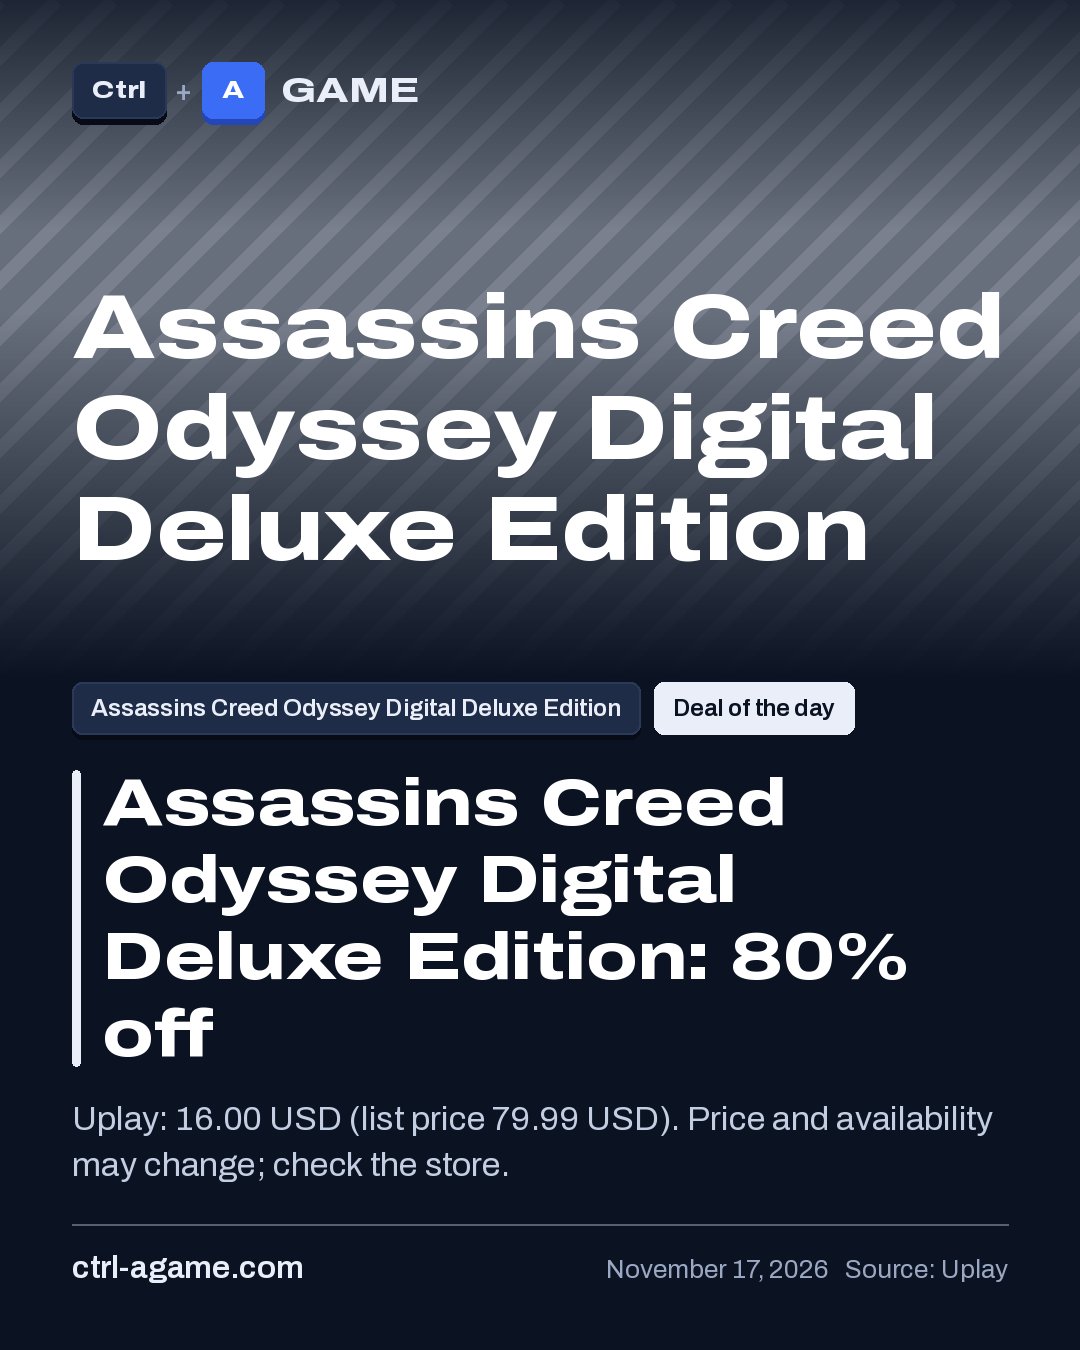 Ctrl + A GAME
Assassins Creed
Odyssey Digital
Deluxe Edition
Assassins Creed Odyssey Digital Deluxe Edition Deal of the day
Assassins Creed
Odyssey Digital
Deluxe Edition: 80%
off
Uplay: 16.00 USD (list price 79.99 USD). Price and availability
may change; check the store.
ctrl-agame.com November 17, 2026 Source: Uplay